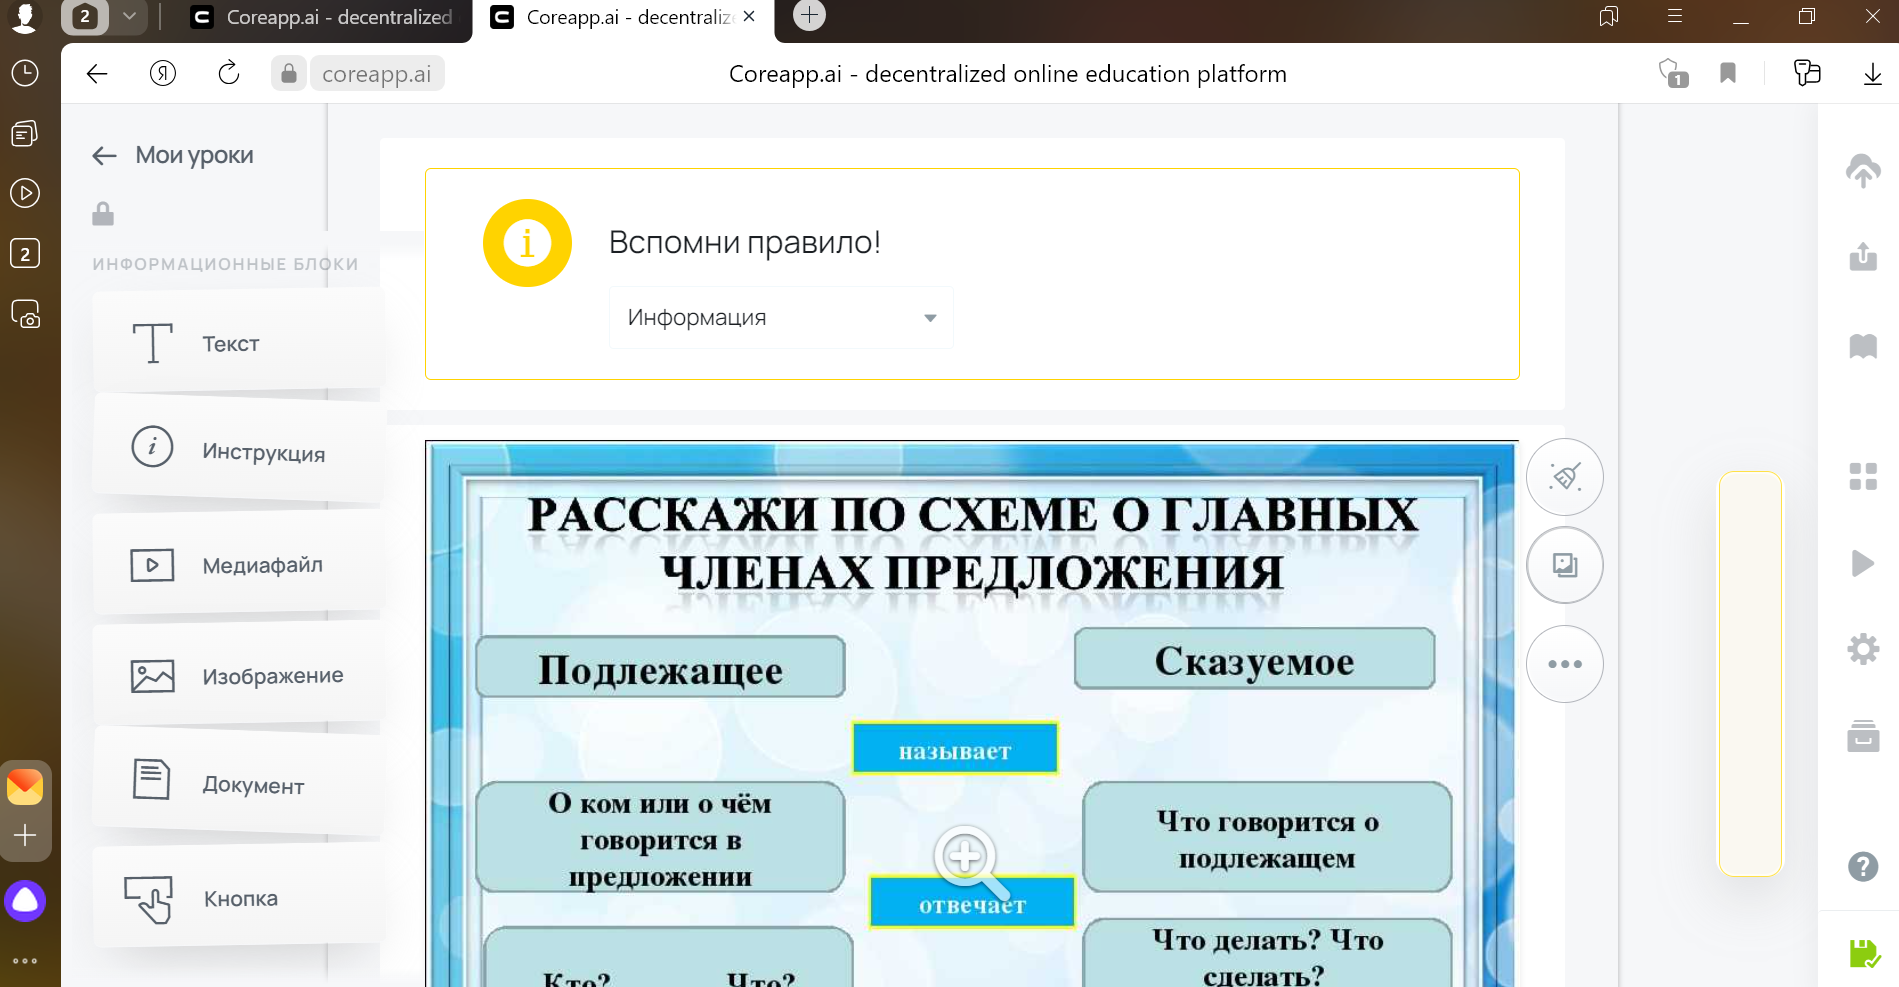 2
Coreapp.ai - decentralized
Coreapp.ai - decentraliz
coreapp.ai
Coreapp.ai - decentralized online education platform
1
2
Мои уроки
ИНФОРМАЦИОННЫЕ БЛОКИ
Текст
Инструкция
Медиафайл
Изображение
Документ
Кнопка
Вспомни правило!
Информация
РАССКАЖИ ПО СХЕМЕ О ГЛАВНЫХ
ЧЛЕНАХ ПРЕДЛОЖЕНИЯ
Подлежащее
Сказуемое
называет
О ком или о чём
говорится в
предложении
Что говорится о
подлежащем
отвечает
Кто? Что?
Что делать? Что
сделать?